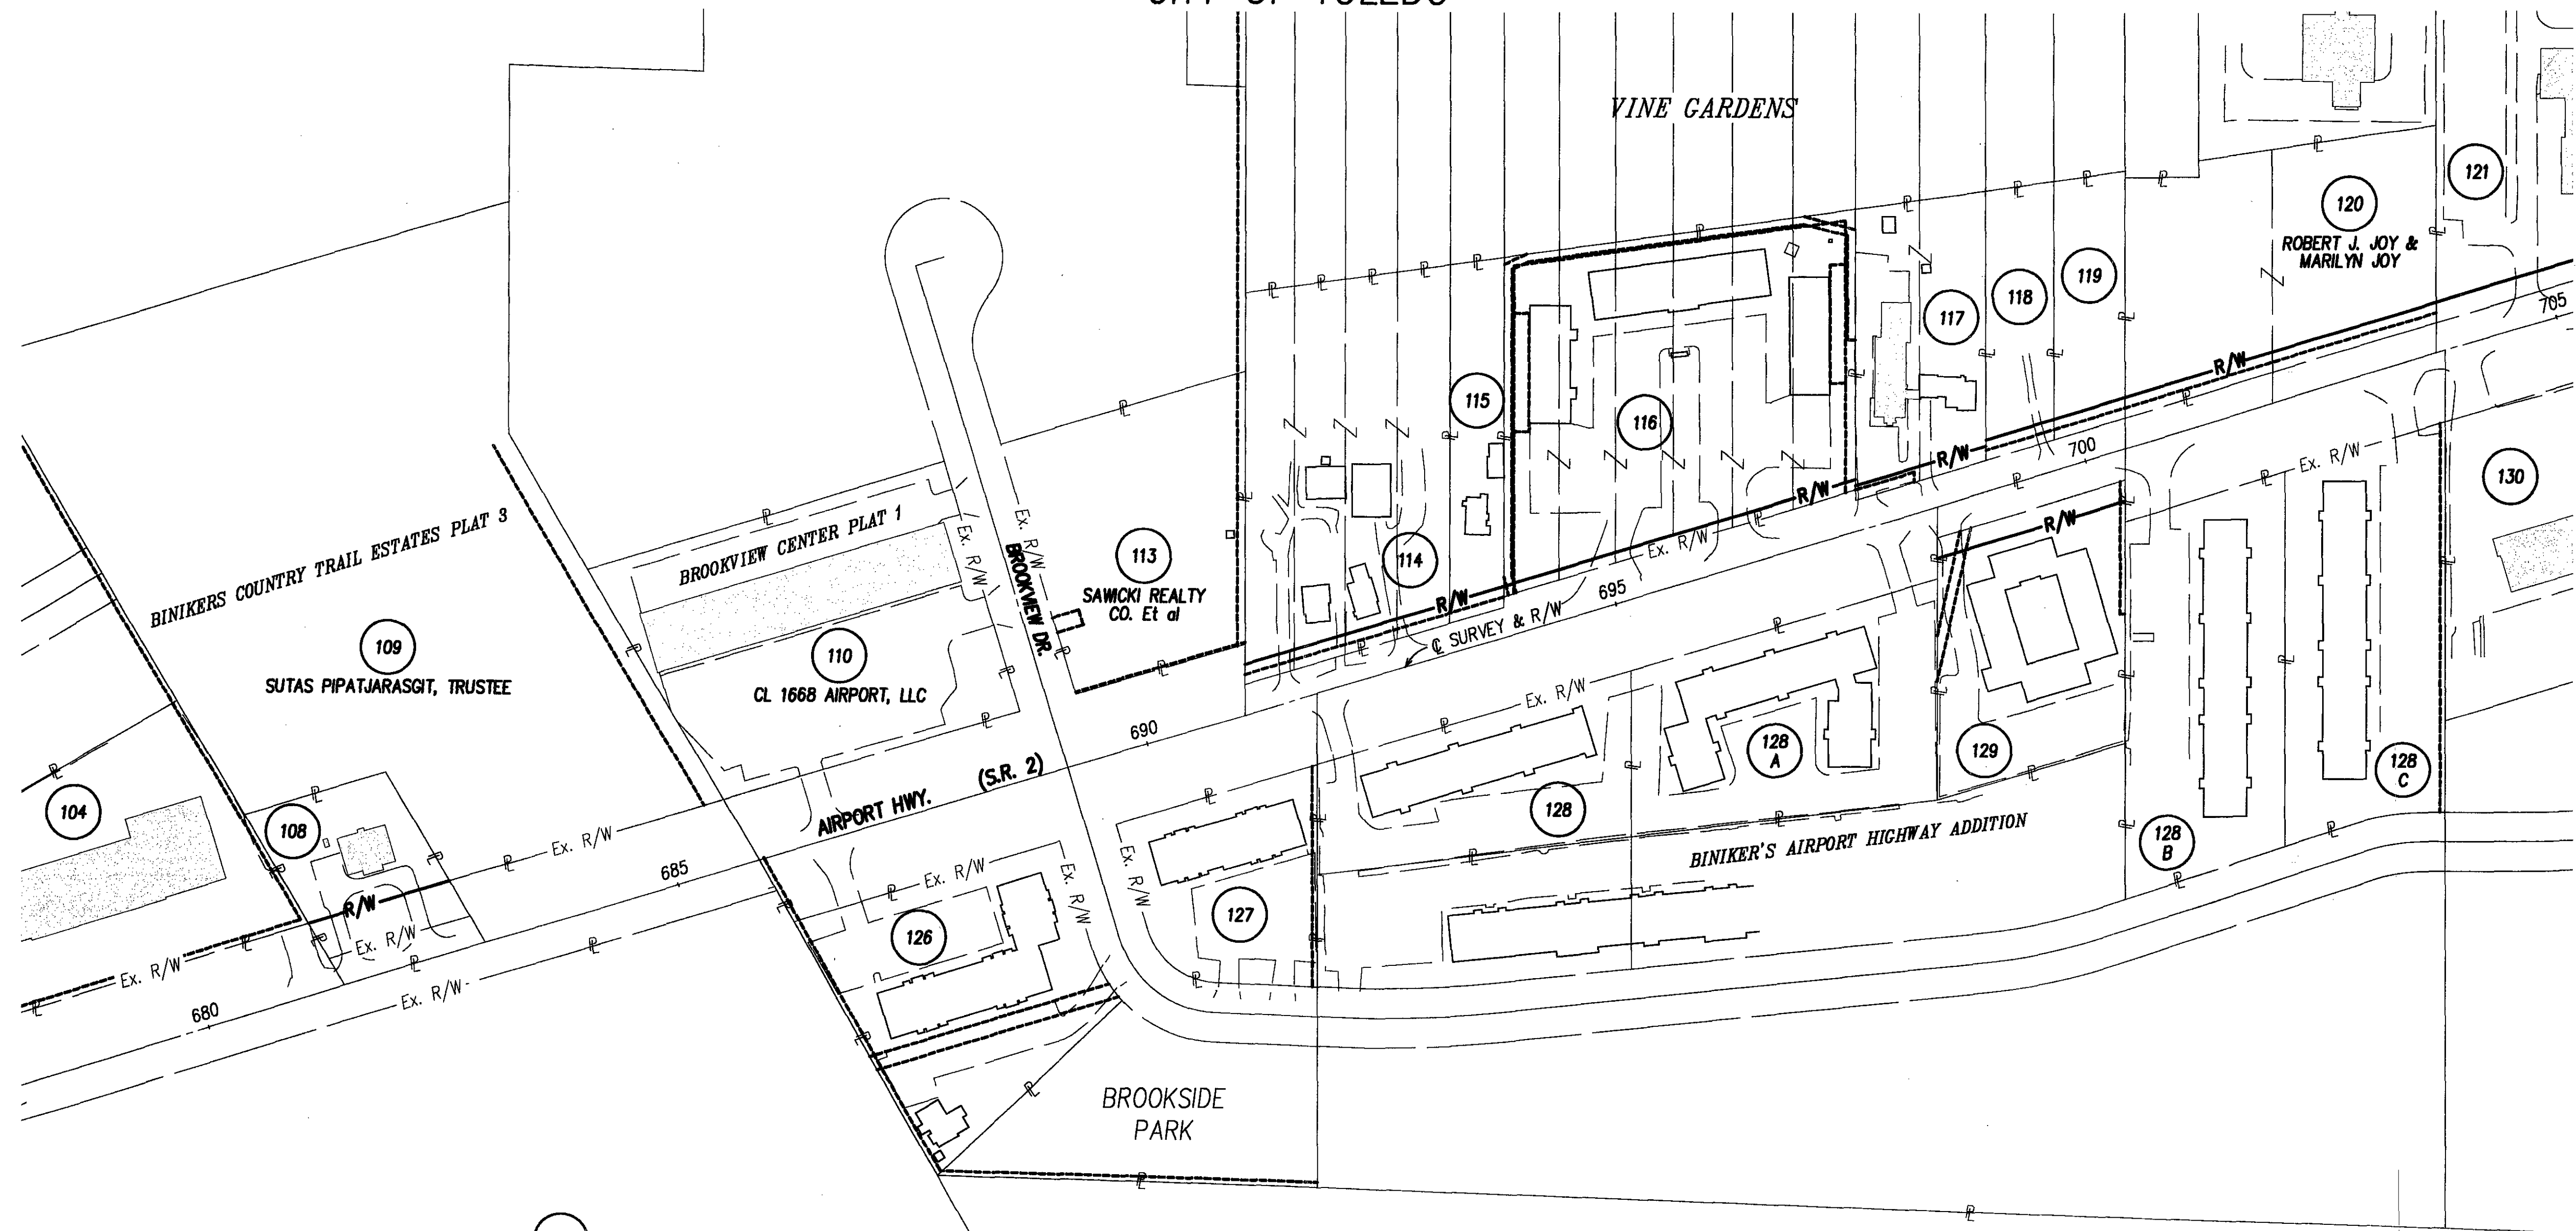 VINE GARDENS
121
120
ROBERT J. JOY &
MARILYN JOY
119
118
117
705
R/W
115
116
R/W
700
R/W
Ex. R/W
130
BINIKERS COUNTRY TRAIL ESTATES PLAT 3
BROOKVIEW CENTER PLAT 1
Ex. R/W
Ex. R/W
BROOKVIEW DR.
113
SAWICKI REALTY
CO. Et al
114
R/W
Ex. R/W
R/W
695
℄ SURVEY & R/W
109
SUTAS PIPATJARASGIT, TRUSTEE
110
CL 1668 AIRPORT, LLC
690
Ex. R/W
128
A
129
128
C
104
108
Ex. R/W
AIRPORT HWY.
(S.R. 2)
128
BINIKER'S AIRPORT HIGHWAY ADDITION
128
B
685
R/W
Ex. R/W
Ex. R/W
Ex. R/W
Ex. R/W
126
127
Ex. R/W
Ex. R/W
680
BROOKSIDE
PARK